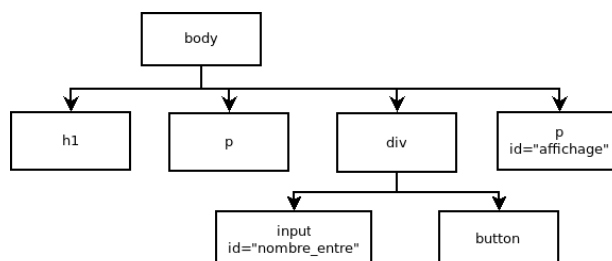 body
h1
p
div
p
id="affichage"
input
id="nombre_entre"
button